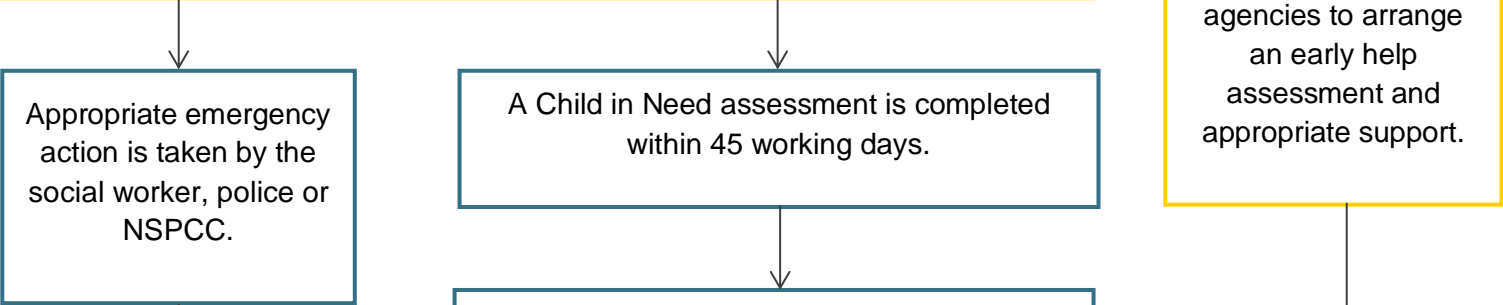 agencies to arrange
an early help
assessment and
appropriate support.
Appropriate emergency
action is taken by the
social worker, police or
NSPCC.
A Child in Need assessment is completed
within 45 working days.